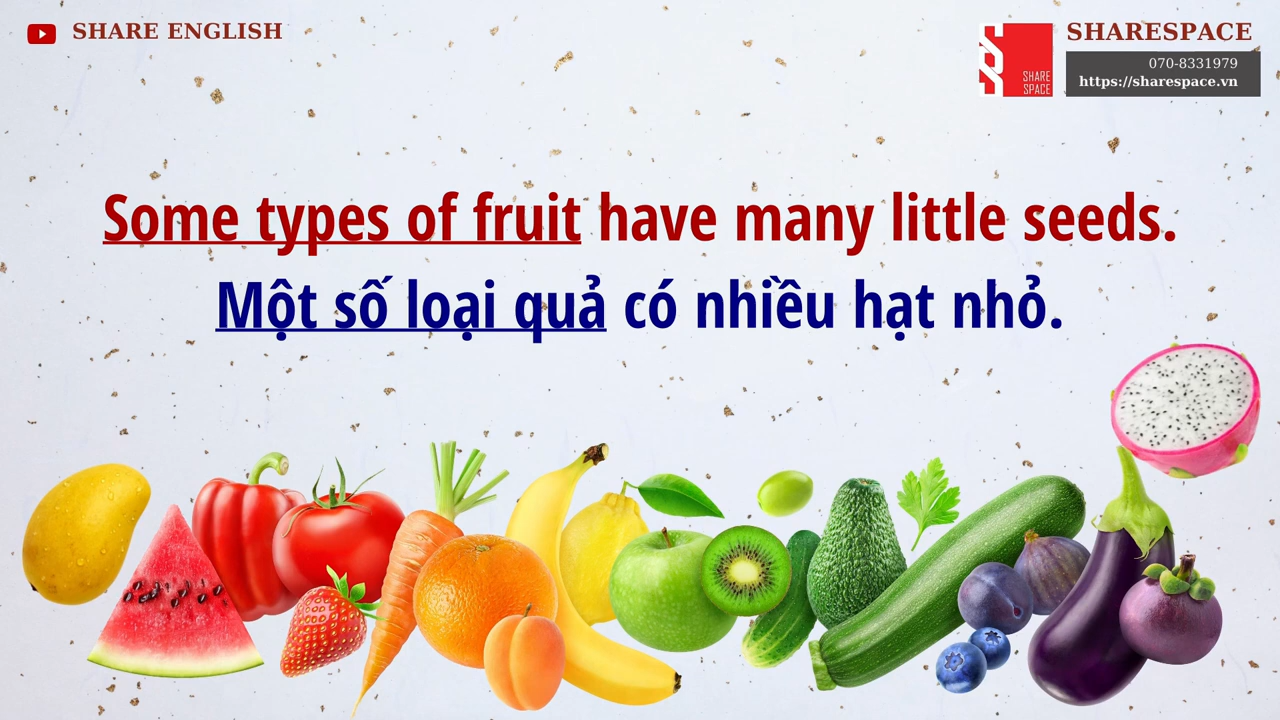 SHARE ENGLISH
SHARESPACE
070-8331979
https://sharespace.vn
SHARE
SPACE
Some types of fruit have many little seeds.
Một số loại quả có nhiều hạt nhỏ.